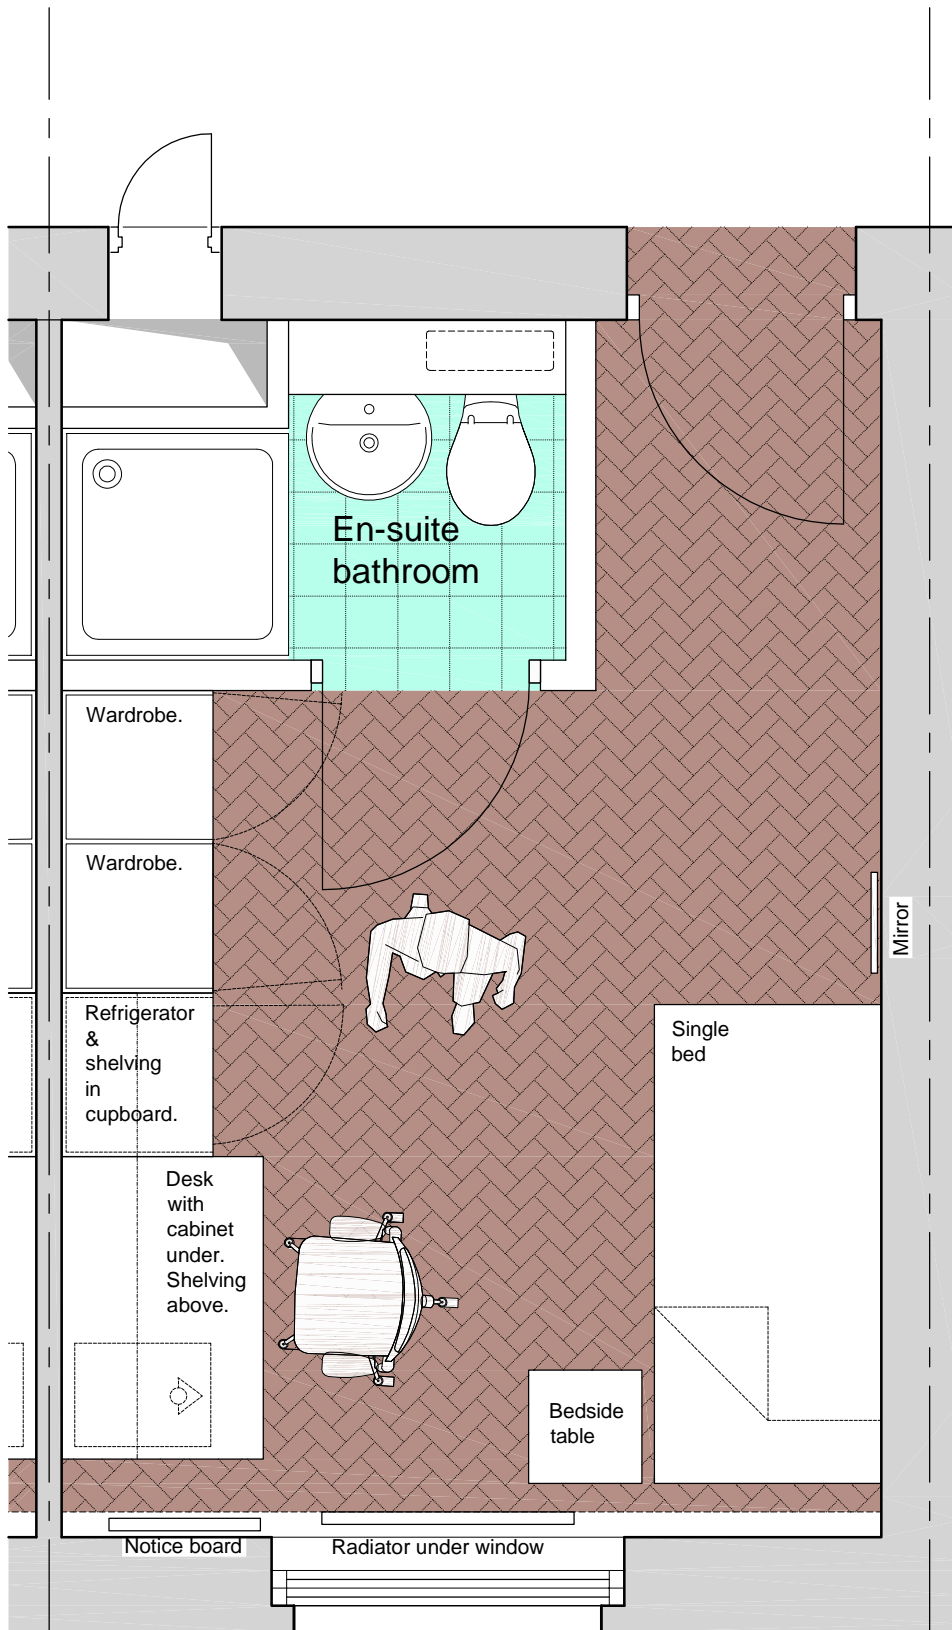 En-suite
bathroom
Wardrobe.
Wardrobe.
Mirror
Refrigerator
&
shelving
in
cupboard.
Single
bed
Desk
with
cabinet
under.
Shelving
above.
Bedside
table
Notice board
Radiator under window